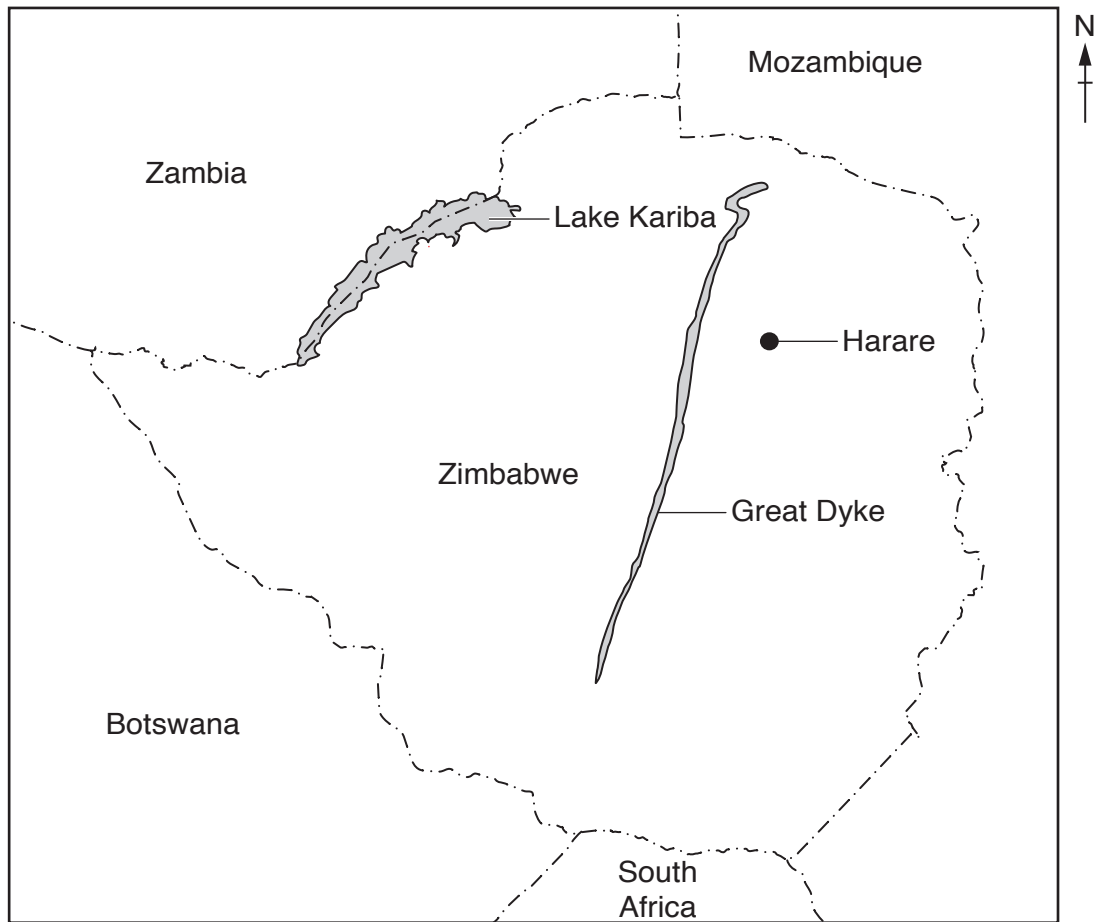 N
Mozambique
Zambia
Lake Kariba
Harare
Zimbabwe
Great Dyke
Botswana
South
Africa